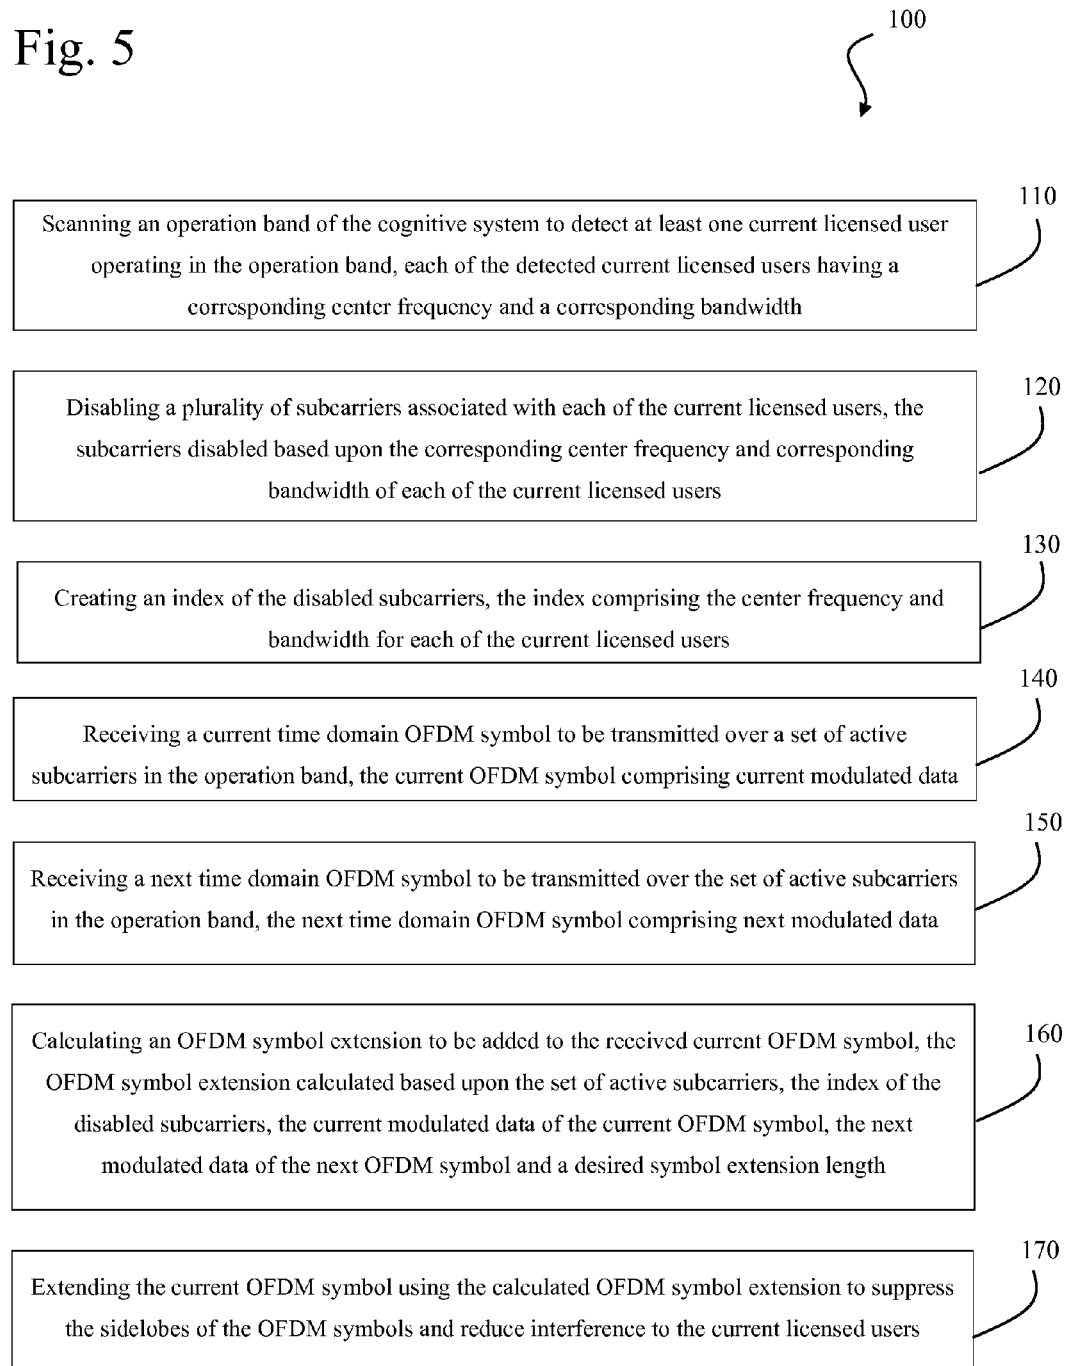 Fig. 5
100
110
Scanning an operation band of the cognitive system to detect at least one current licensed user
operating in the operation band, each of the detected current licensed users having a
corresponding center frequency and a corresponding bandwidth
120
Disabling a plurality of subcarriers associated with each of the current licensed users, the
subcarriers disabled based upon the corresponding center frequency and corresponding
bandwidth of each of the current licensed users
130
Creating an index of the disabled subcarriers, the index comprising the center frequency and
bandwidth for each of the current licensed users
140
Receiving a current time domain OFDM symbol to be transmitted over a set of active
subcarriers in the operation band, the current OFDM symbol comprising current modulated data
150
Receiving a next time domain OFDM symbol to be transmitted over the set of active subcarriers
in the operation band, the next time domain OFDM symbol comprising next modulated data
160
Calculating an OFDM symbol extension to be added to the received current OFDM symbol, the
OFDM symbol extension calculated based upon the set of active subcarriers, the index of the
disabled subcarriers, the current modulated data of the current OFDM symbol, the next
modulated data of the next OFDM symbol and a desired symbol extension length
170
Extending the current OFDM symbol using the calculated OFDM symbol extension to suppress
the sidelobes of the OFDM symbols and reduce interference to the current licensed users